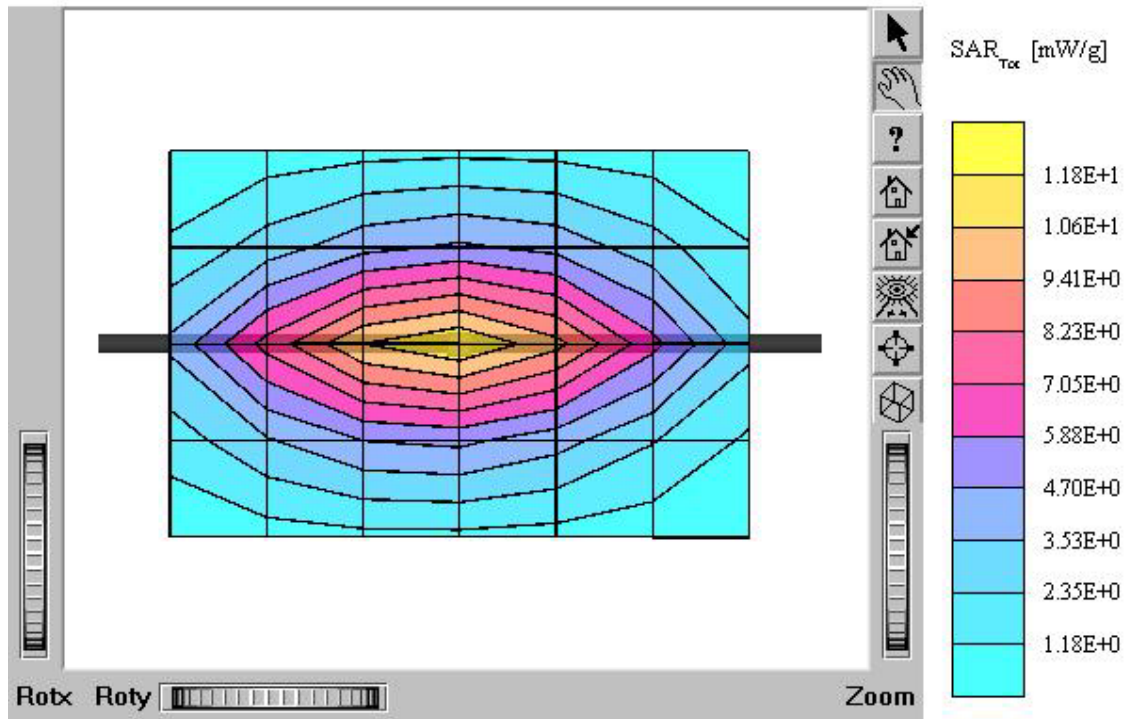 SAR_Tot [mW/g]
?
1.18E+1
1.06E+1
9.41E+0
8.23E+0
7.05E+0
5.88E+0
4.70E+0
3.53E+0
2.35E+0
1.18E+0
Rotx Roty Zoom